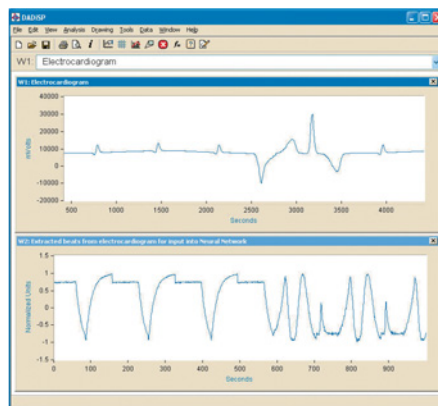 DADiSP
File Edit View Analysis Drawing Tools Data Window Help
W1: Electrocardiogram
W1: Electrocardiogram
40000
30000
20000
10000
0
-10000
-20000
mVolts
500 1000 1500 2000 2500 3000 3500 4000
Seconds
W2: Extracted beats from electrocardiogram for input into Neural Network
1.5
1
0.5
0
-0.5
-1
-1.5
Normalized Units
0 100 200 300 400 500 600 700 800 900
Seconds